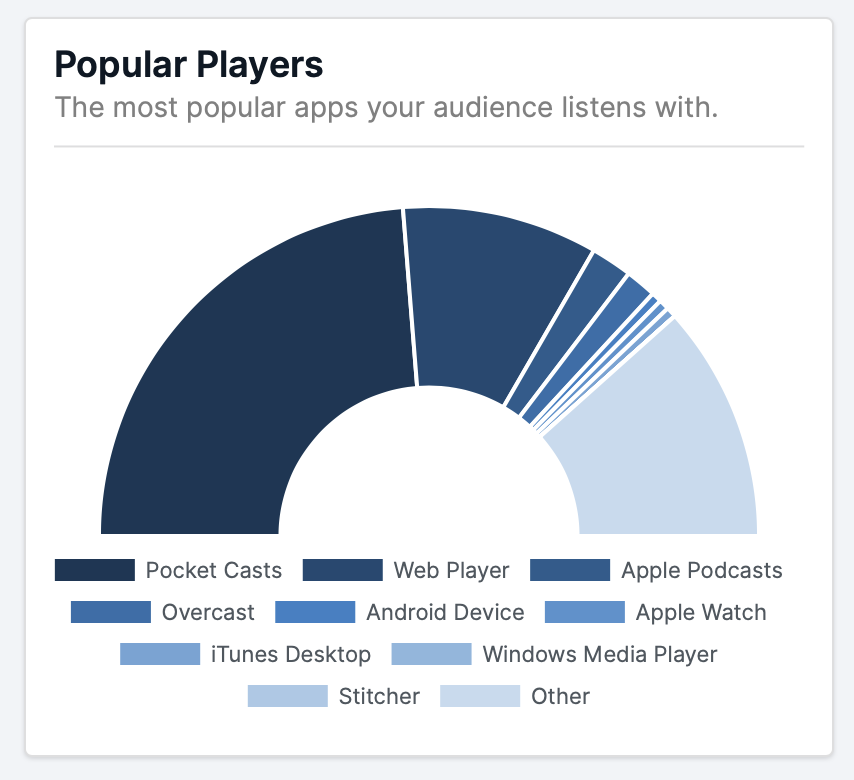 Popular Players
The most popular apps your audience listens with.
Pocket Casts Web Player Apple Podcasts
Overcast Android Device Apple Watch
iTunes Desktop Windows Media Player
Stitcher Other